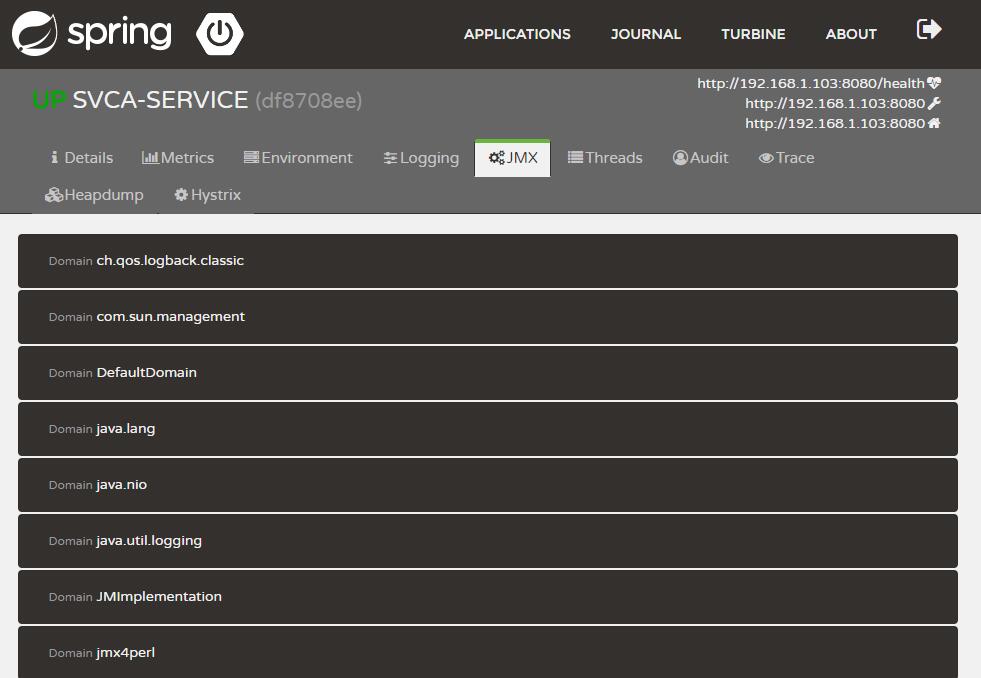 spring
APPLICATIONS JOURNAL TURBINE ABOUT
UP SVCA-SERVICE (df8708ee)
http://192.168.1.103:8080/health
http://192.168.1.103:8080
http://192.168.1.103:8080
Details Metrics Environment Logging JMX Threads Audit Trace
Heapdump Hystrix
Domain ch.qos.logback.classic
Domain com.sun.management
Domain DefaultDomain
Domain java.lang
Domain java.nio
Domain java.util.logging
Domain JMImplementation
Domain jmx4perl